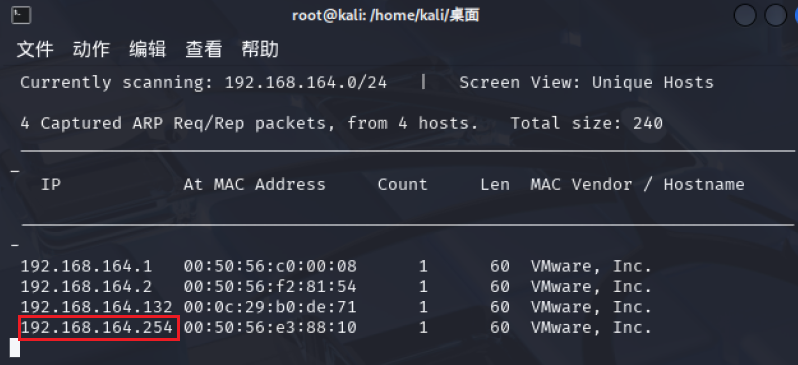 root@kali: /home/kali/桌面
文件 动作 编辑 查看 帮助
Currently scanning: 192.168.164.0/24 | Screen View: Unique Hosts
4 Captured ARP Req/Rep packets, from 4 hosts. Total size: 240
_____________________________________________________________________________
IP At MAC Address Count Len MAC Vendor / Hostname
-----------------------------------------------------------------------------
192.168.164.1 00:50:56:c0:00:08 1 60 VMware, Inc.
192.168.164.2 00:50:56:f2:81:54 1 60 VMware, Inc.
192.168.164.132 00:0c:29:b0:de:71 1 60 VMware, Inc.
192.168.164.254 00:50:56:e3:88:10 1 60 VMware, Inc.